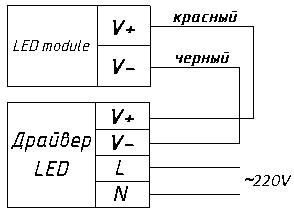 красный
LED module
V+
V-
черный
Драйвер
LED
V+
V-
L
N
~220V